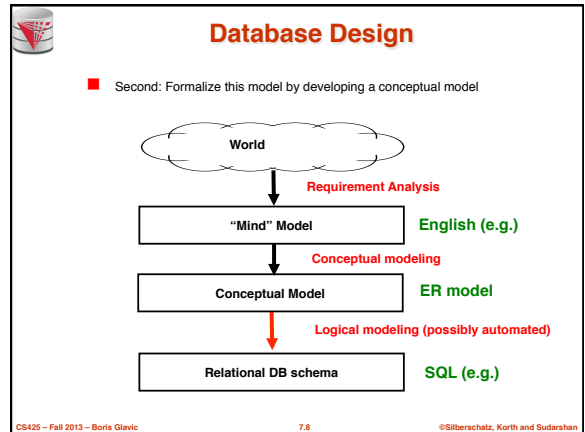 Database Design
Second: Formalize this model by developing a conceptual model
World
Requirement Analysis
“Mind” Model English (e.g.)
Conceptual modeling
Conceptual Model ER model
Logical modeling (possibly automated)
Relational DB schema SQL (e.g.)
CS425 – Fall 2013 – Boris Glavic 7.8 ©Silberschatz, Korth and Sudarshan